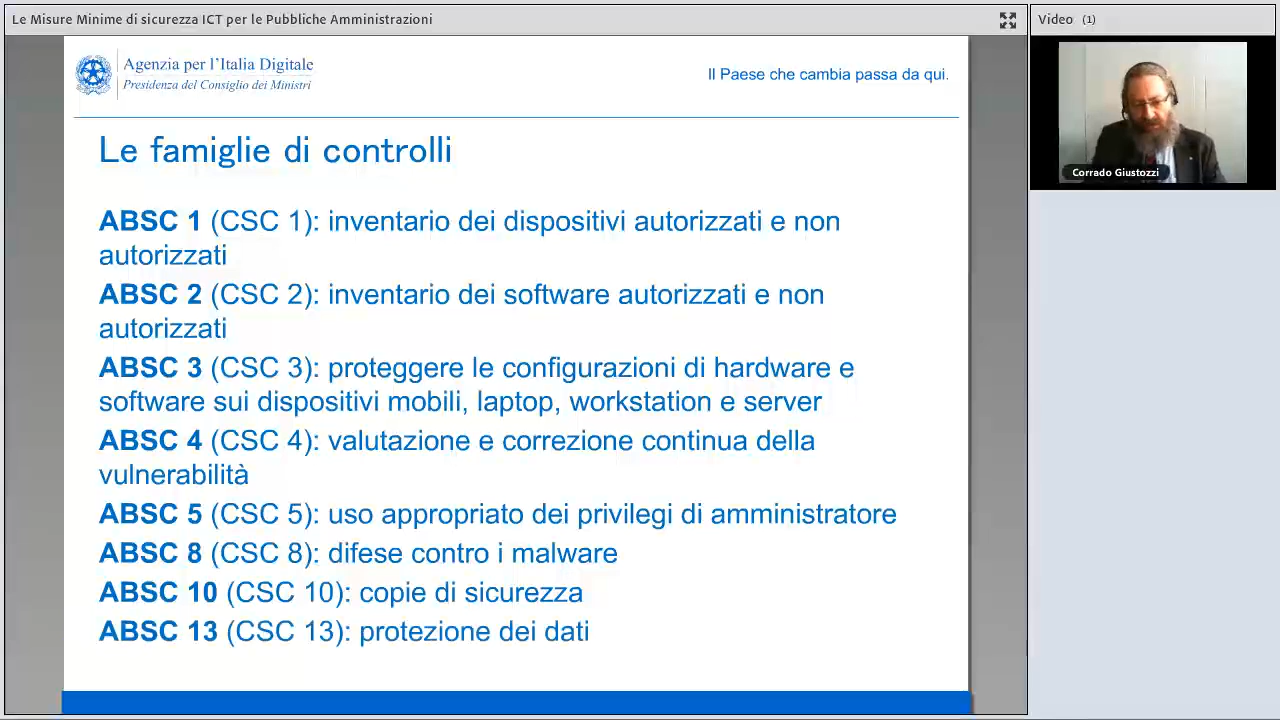 Le Misure Minime di sicurezza ICT per le Pubbliche Amministrazioni
Video (1)
Agenzia per l'Italia Digitale
Presidenza del Consiglio dei Ministri
Il Paese che cambia passa da qui.
Corrado Giustozzi
Le famiglie di controlli
ABSC 1 (CSC 1): inventario dei dispositivi autorizzati e non
autorizzati
ABSC 2 (CSC 2): inventario dei software autorizzati e non
autorizzati
ABSC 3 (CSC 3): proteggere le configurazioni di hardware e
software sui dispositivi mobili, laptop, workstation e server
ABSC 4 (CSC 4): valutazione e correzione continua della
vulnerabilità
ABSC 5 (CSC 5): uso appropriato dei privilegi di amministratore
ABSC 8 (CSC 8): difese contro i malware
ABSC 10 (CSC 10): copie di sicurezza
ABSC 13 (CSC 13): protezione dei dati